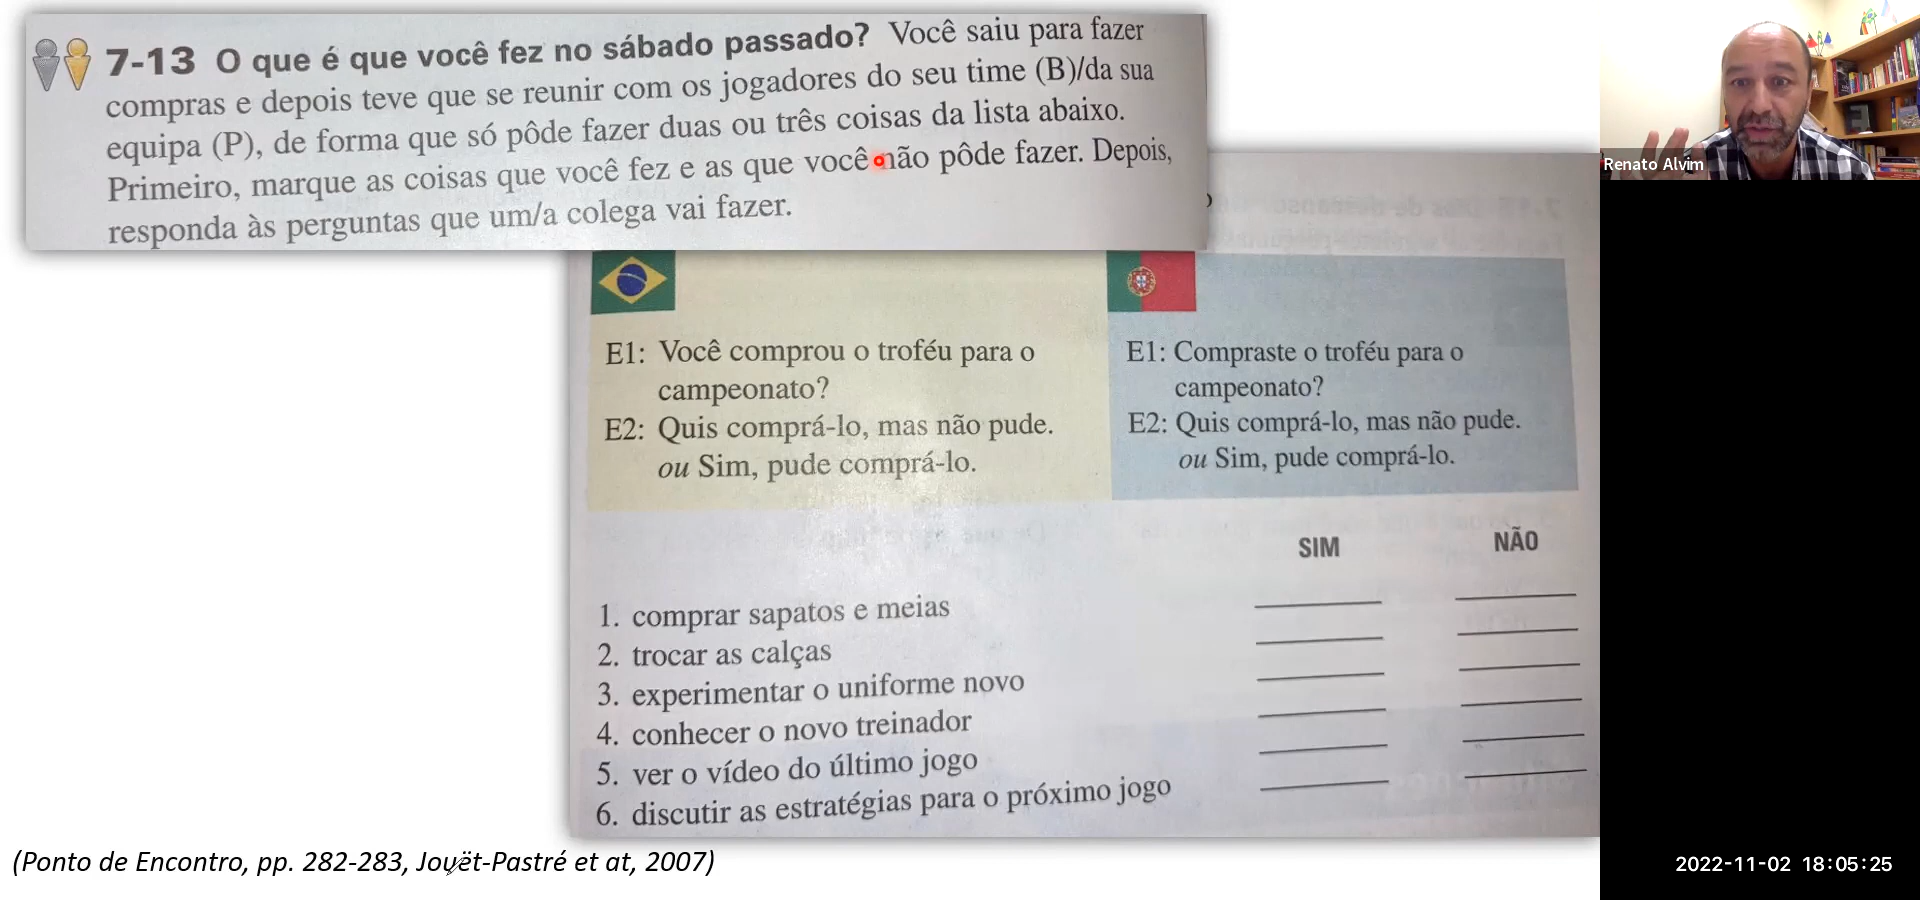 7-13 O que é que você fez no sábado passado? Você saiu para fazer
compras e depois teve que se reunir com os jogadores do seu time (B)/da sua
equipa (P), de forma que só pôde fazer duas ou três coisas da lista abaixo.
Primeiro, marque as coisas que você fez e as que você não pôde fazer. Depois,
responda às perguntas que um/a colega vai fazer.
E1: Você comprou o troféu para o
campeonato?
E2: Quis comprá-lo, mas não pude.
ou Sim, pude comprá-lo.
E1: Compraste o troféu para o
campeonato?
E2: Quis comprá-lo, mas não pude.
ou Sim, pude comprá-lo.
SIM NÃO
1. comprar sapatos e meias
2. trocar as calças
3. experimentar o uniforme novo
4. conhecer o novo treinador
5. ver o vídeo do último jogo
6. discutir as estratégias para o próximo jogo
(Ponto de Encontro, pp. 282-283, Jouët-Pastré et at, 2007)
Renato Alvim
2022-11-02 18:05:25